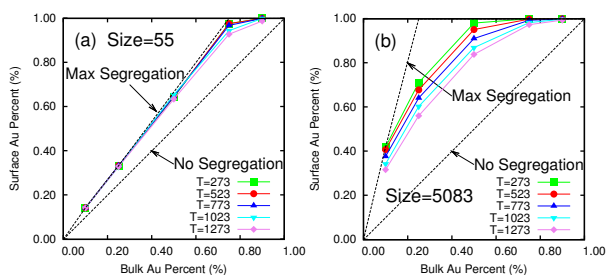 (a) Size=55
Max Segregation
No Segregation
T=273
T=523
T=773
T=1023
T=1273
1.00
0.80
0.60
0.40
0.20
0.00
0.00 0.20 0.40 0.60 0.80 1.00
Surface Au Percent (%)
Bulk Au Percent (%)
(b)
Max Segregation
No Segregation
Size=5083
T=273
T=523
T=773
T=1023
T=1273
1.00
0.80
0.60
0.40
0.20
0.00
0.00 0.20 0.40 0.60 0.80 1.00
Surface Au Percent (%)
Bulk Au Percent (%)